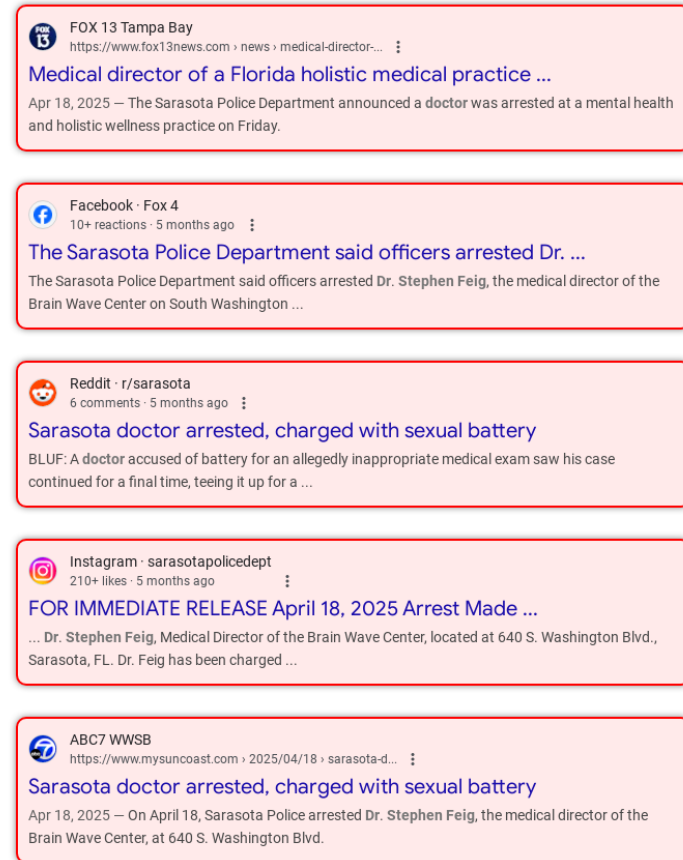 FOX 13 Tampa Bay
https://www.fox13news.com › news › medical-director-...
Medical director of a Florida holistic medical practice ...
Apr 18, 2025 — The Sarasota Police Department announced a doctor was arrested at a mental health
and holistic wellness practice on Friday.
Facebook · Fox 4
10+ reactions · 5 months ago
The Sarasota Police Department said officers arrested Dr. ...
The Sarasota Police Department said officers arrested Dr. Stephen Feig, the medical director of the
Brain Wave Center on South Washington ...
Reddit · r/sarasota
6 comments · 5 months ago
Sarasota doctor arrested, charged with sexual battery
BLUF: A doctor accused of battery for an allegedly inappropriate medical exam saw his case
continued for a final time, teeing it up for a ...
Instagram · sarasotapolicedept
210+ likes · 5 months ago
FOR IMMEDIATE RELEASE April 18, 2025 Arrest Made ...
... Dr. Stephen Feig, Medical Director of the Brain Wave Center, located at 640 S. Washington Blvd.,
Sarasota, FL. Dr. Feig has been charged ...
ABC7 WWSB
https://www.mysuncoast.com › 2025/04/18 › sarasota-d...
Sarasota doctor arrested, charged with sexual battery
Apr 18, 2025 — On April 18, Sarasota Police arrested Dr. Stephen Feig, the medical director of the
Brain Wave Center, at 640 S. Washington Blvd.